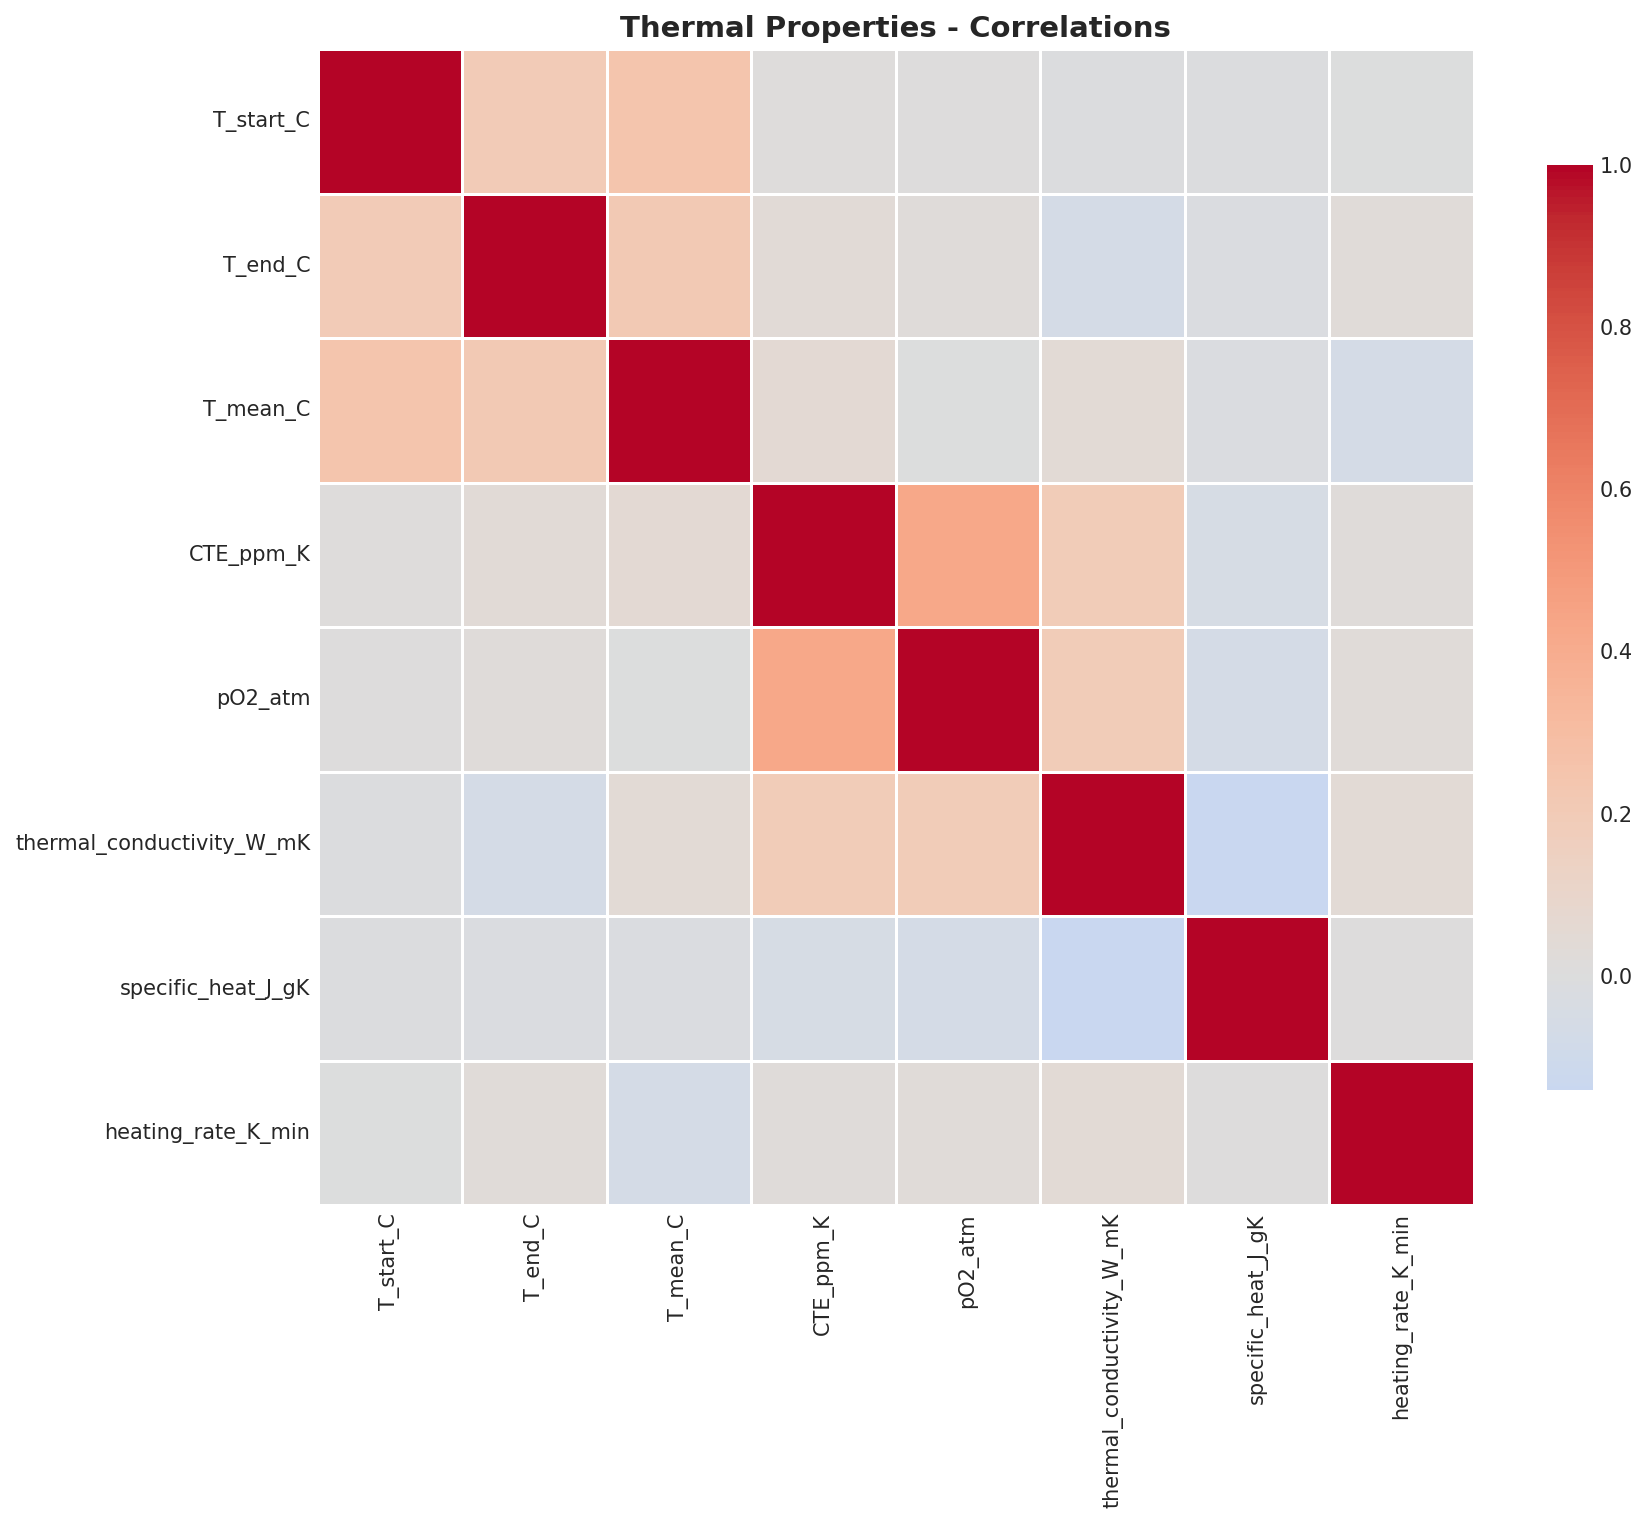 Thermal Properties - Correlations
T_start_C
T_end_C
T_mean_C
CTE_ppm_K
pO2_atm
thermal_conductivity_W_mK
specific_heat_J_gK
heating_rate_K_min
T_start_C
T_end_C
T_mean_C
CTE_ppm_K
pO2_atm
thermal_conductivity_W_mK
specific_heat_J_gK
heating_rate_K_min
1.0
0.8
0.6
0.4
0.2
0.0